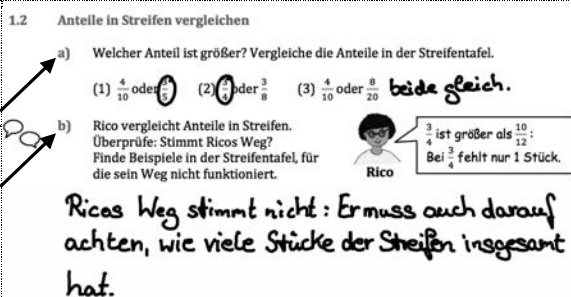 1.2 Anteile in Streifen vergleichen
a) Welcher Anteil ist größer? Vergleiche die Anteile in der Streifentafel.
(1) 4/10 oder 3/5 (2) 3/4 oder 3/8 (3) 4/10 oder 8/20 beide gleich.
b) Rico vergleicht Anteile in Streifen.
Überprüfe: Stimmt Ricos Weg?
Finde Beispiele in der Streifentafel, für
die sein Weg nicht funktioniert.
Rico
3/4 ist größer als 10/12 :
Bei 3/4 fehlt nur 1 Stück.
Ricos Weg stimmt nicht: Er muss auch darauf
achten, wie viele Stücke der Streifen insgesamt
hat.